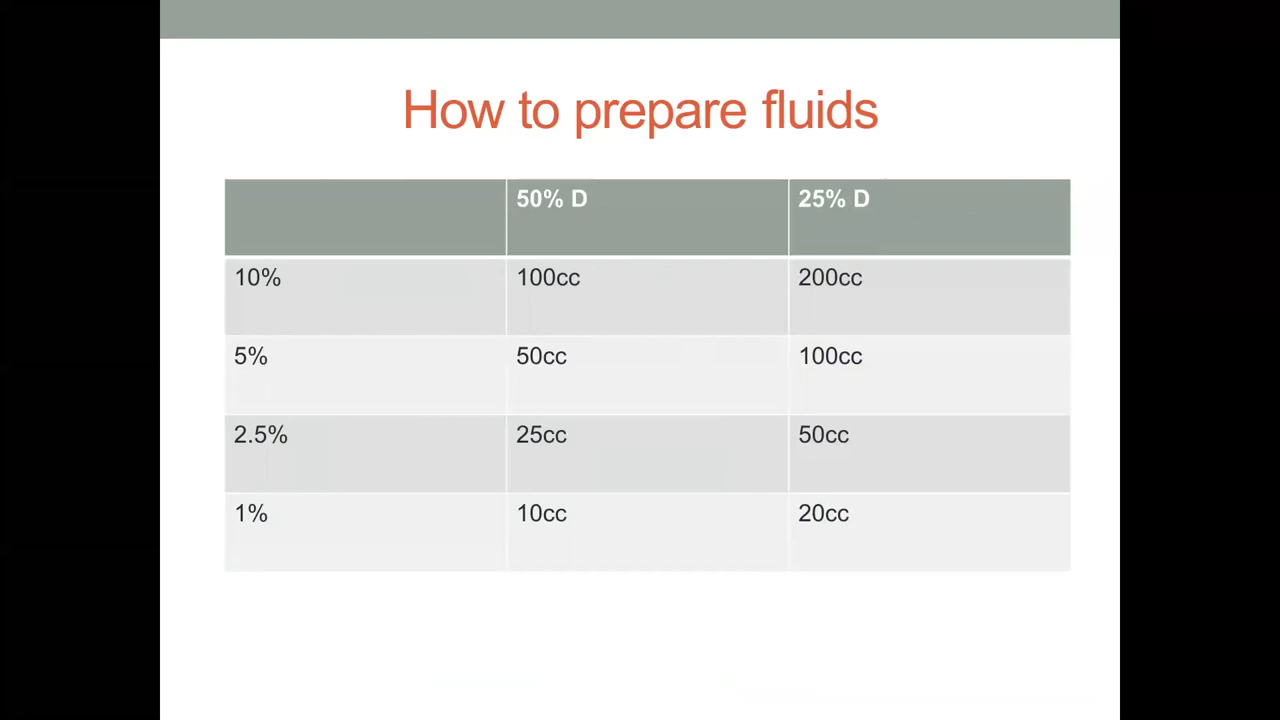 How to prepare fluids
50% D 25% D
10% 100cc 200cc
5% 50cc 100cc
2.5% 25cc 50cc
1% 10cc 20cc